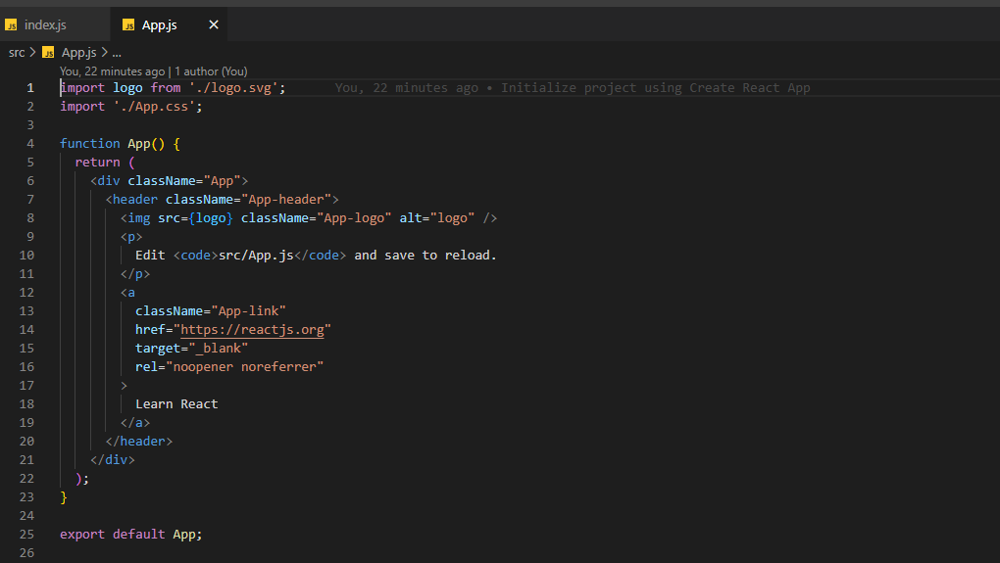 JS index.js
JS App.js ×
src > JS App.js > ...
You, 22 minutes ago | 1 author (You)
1 import logo from './logo.svg'; You, 22 minutes ago • Initialize project using Create React App
2 import './App.css';
3
4 function App() {
5   return (
6     <div className="App">
7       <header className="App-header">
8         <img src={logo} className="App-logo" alt="logo" />
9         <p>
10           Edit <code>src/App.js</code> and save to reload.
11         </p>
12         <a
13           className="App-link"
14           href="https://reactjs.org"
15           target="_blank"
16           rel="noopener noreferrer"
17         >
18           Learn React
19         </a>
20       </header>
21     </div>
22   );
23 }
24
25 export default App;
26